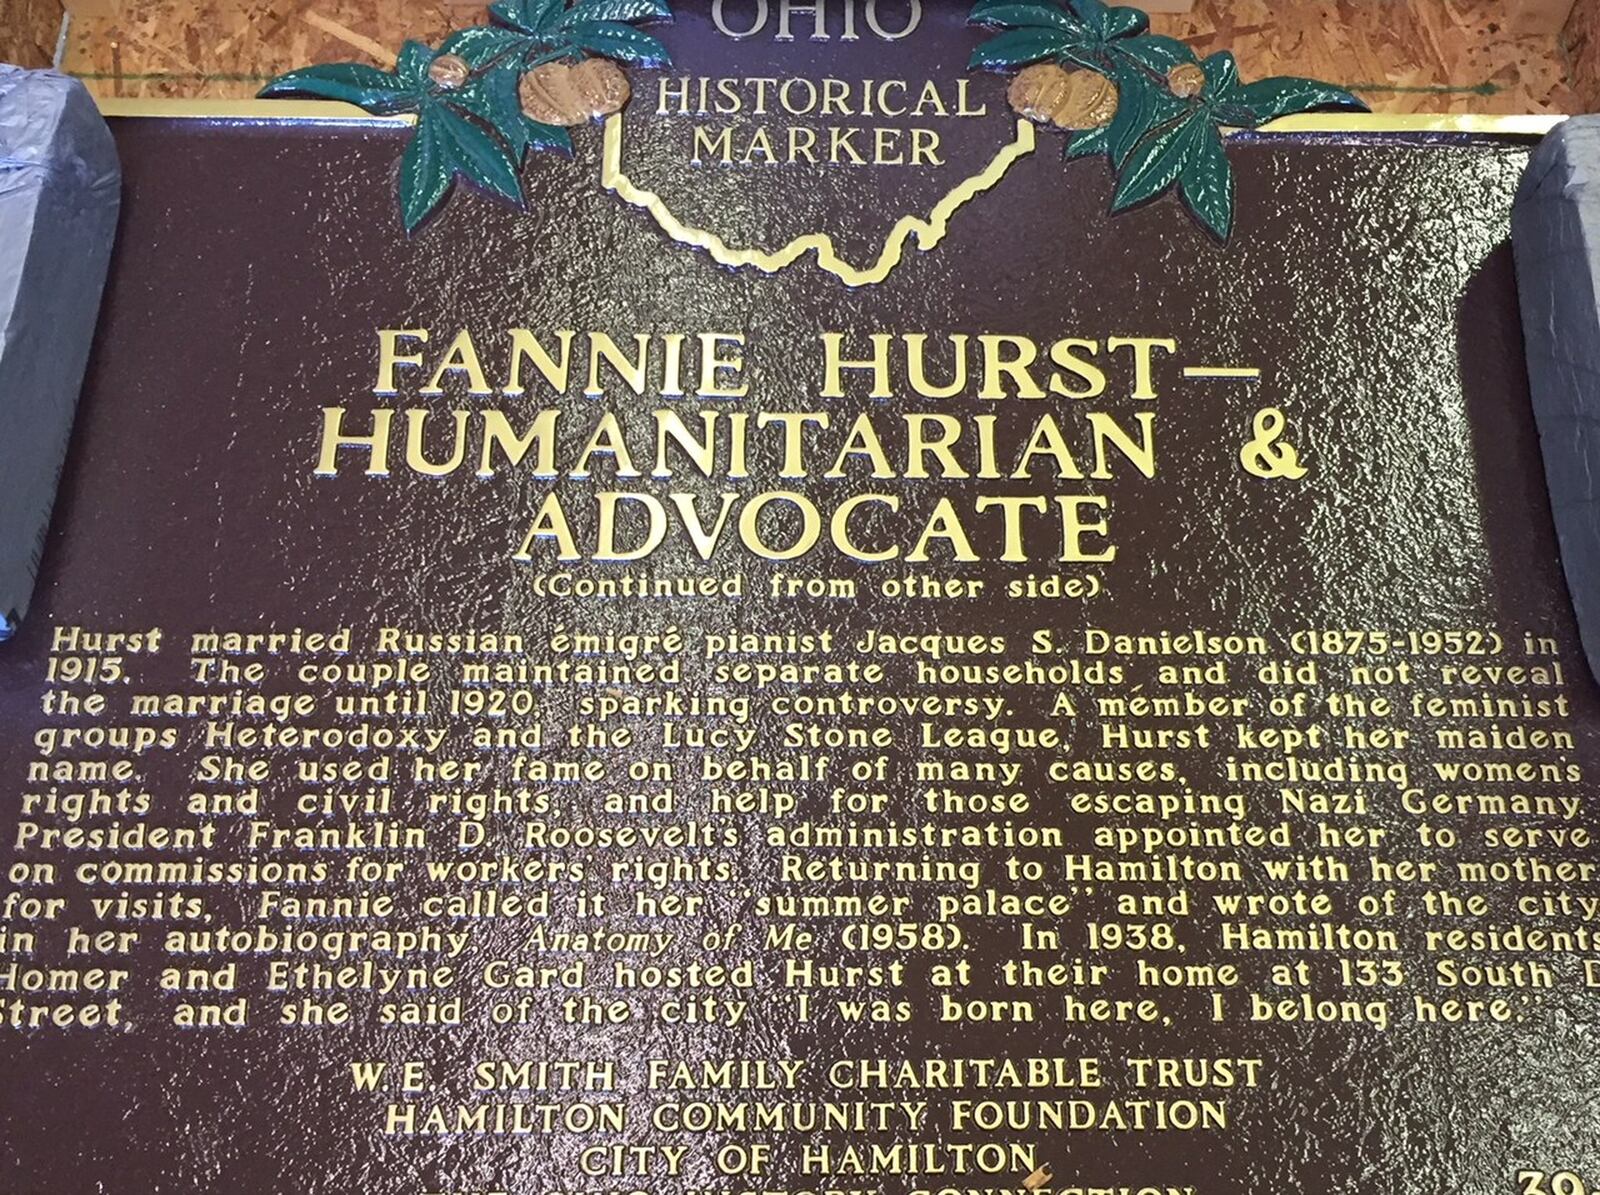 OHIO
HISTORICAL
MARKER
FANNIE HURST—
HUMANITARIAN &
ADVOCATE
(Continued from other side)
Hurst married Russian émigré pianist Jacques S. Danielson (1875-1952) in
1915. The couple maintained separate households and did not reveal
the marriage until 1920, sparking controversy. A member of the feminist
groups Heterodoxy and the Lucy Stone League, Hurst kept her maiden
name. She used her fame on behalf of many causes, including women's
rights and civil rights, and help for those escaping Nazi Germany.
President Franklin D. Roosevelt's administration appointed her to serve
on commissions for workers' rights. Returning to Hamilton with her mother
for visits, Fannie called it her "summer palace" and wrote of the city
in her autobiography, Anatomy of Me (1958). In 1938, Hamilton residents
Homer and Ethelyne Gard hosted Hurst at their home at 133 South D
Street, and she said of the city "I was born here, I belong here."
W.E. SMITH FAMILY CHARITABLE TRUST
HAMILTON COMMUNITY FOUNDATION
CITY OF HAMILTON
THE OHIO HISTORY CONNECTION